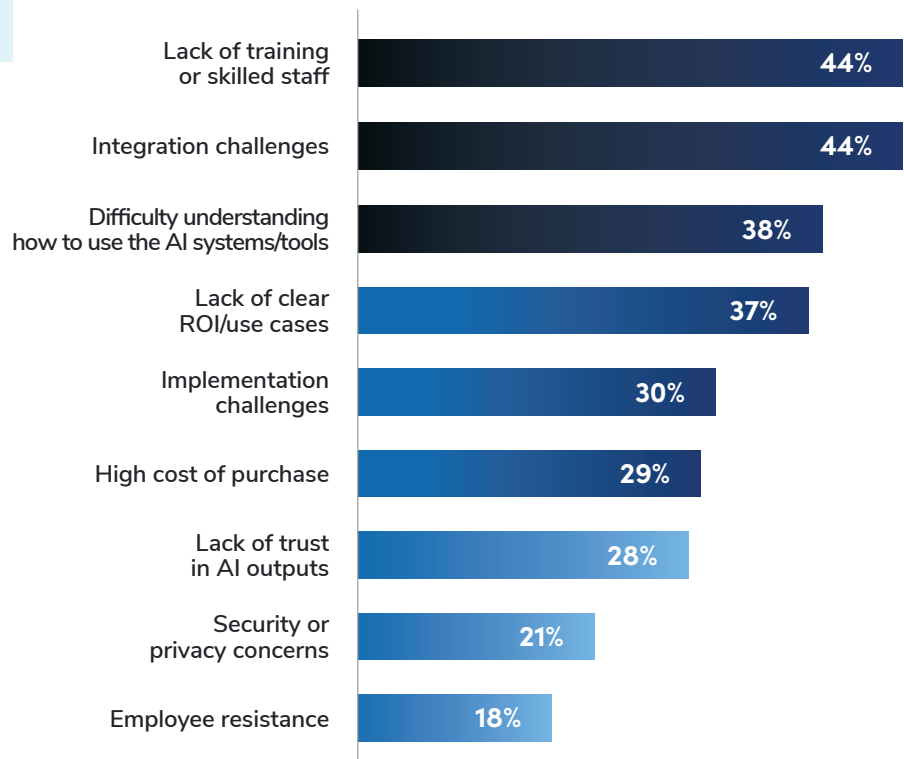 Lack of training
or skilled staff
44%
Integration challenges
44%
Difficulty understanding
how to use the AI systems/tools
38%
Lack of clear
ROI/use cases
37%
Implementation
challenges
30%
High cost of purchase
29%
Lack of trust
in AI outputs
28%
Security or
privacy concerns
21%
Employee resistance
18%